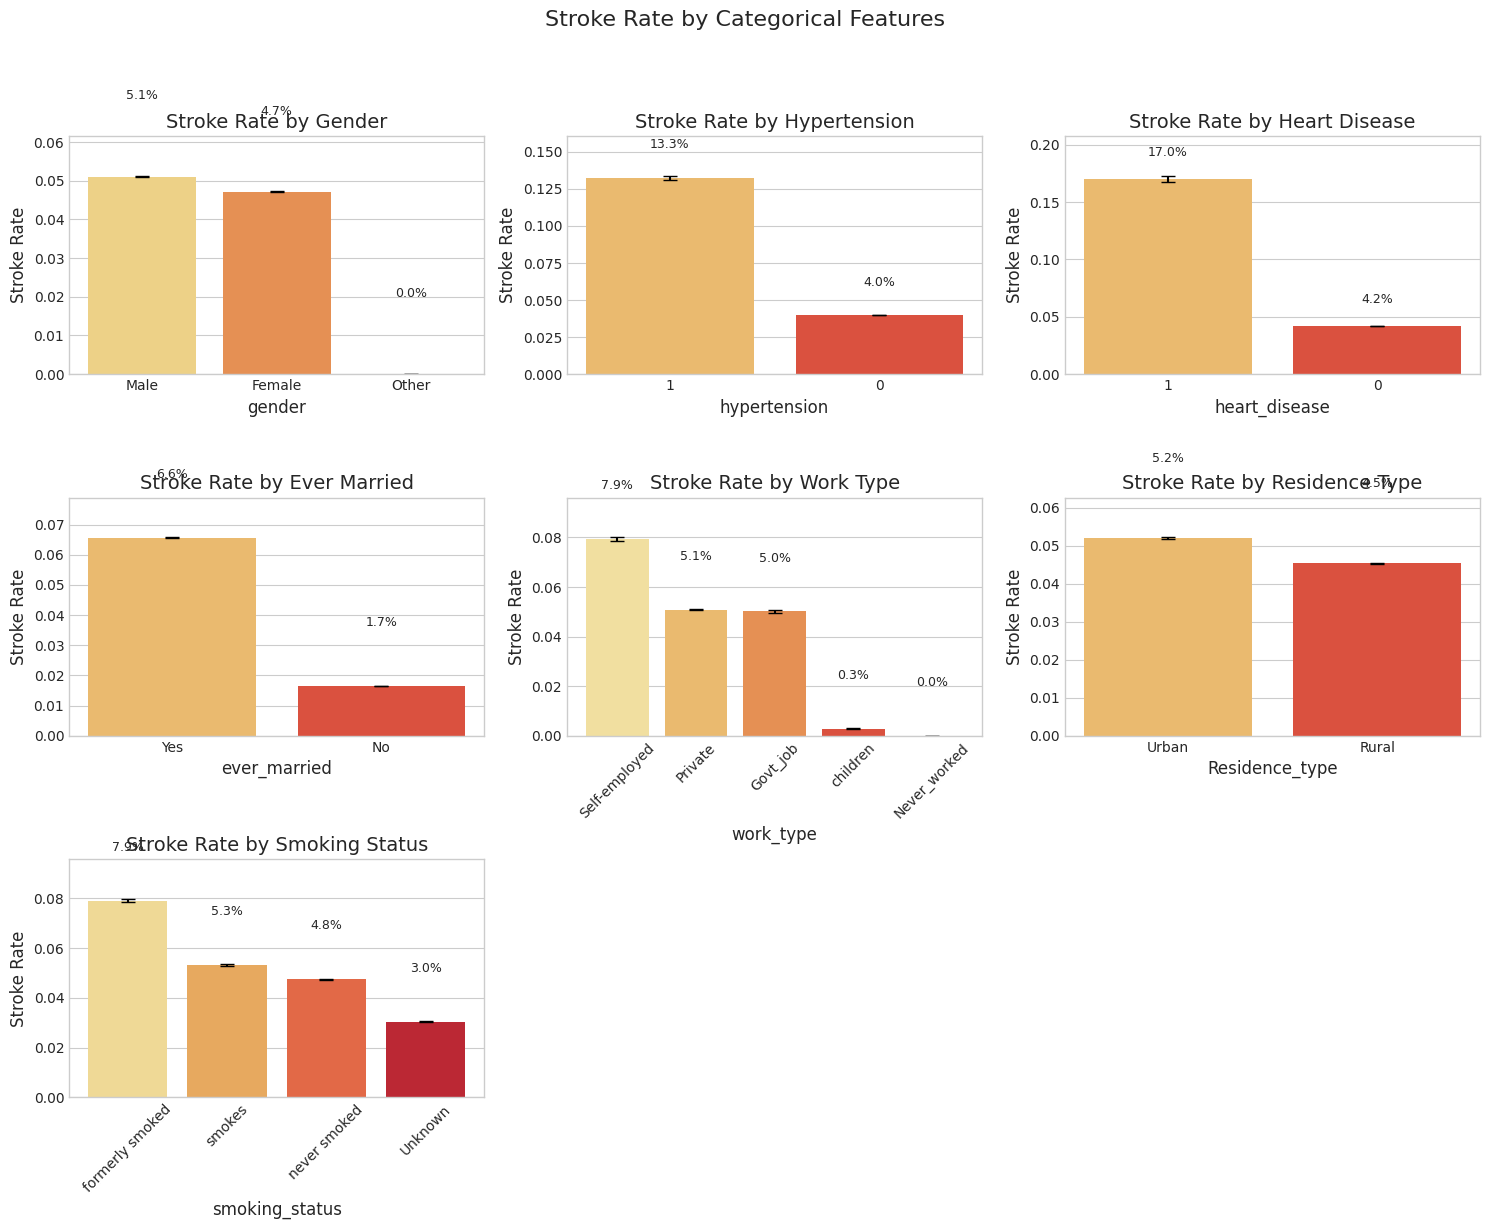 Stroke Rate by Categorical Features
5.1%
4.7%
Stroke Rate by Gender
0.06
0.05
0.04
0.03
0.02
0.01
0.00
Stroke Rate
0.0%
Male
Female
Other
gender
Stroke Rate by Hypertension
13.3%
0.150
0.125
0.100
0.075
0.050
0.025
0.000
Stroke Rate
4.0%
1
0
hypertension
Stroke Rate by Heart Disease
17.0%
0.20
0.15
0.10
0.05
0.00
Stroke Rate
4.2%
1
0
heart_disease
6.6%
Stroke Rate by Ever Married
0.07
0.06
0.05
0.04
0.03
0.02
0.01
0.00
Stroke Rate
1.7%
Yes
No
ever_married
7.9%
Stroke Rate by Work Type
0.08
0.06
0.04
0.02
0.00
Stroke Rate
5.1%
5.0%
0.3%
0.0%
Self-employed
Private
Govt_job
children
Never_worked
work_type
5.2%
4.5%
Stroke Rate by Residence Type
0.06
0.05
0.04
0.03
0.02
0.01
0.00
Stroke Rate
Urban
Rural
Residence_type
7.9%
Stroke Rate by Smoking Status
0.08
0.06
0.04
0.02
0.00
Stroke Rate
5.3%
4.8%
3.0%
formerly smoked
smokes
never smoked
Unknown
smoking_status